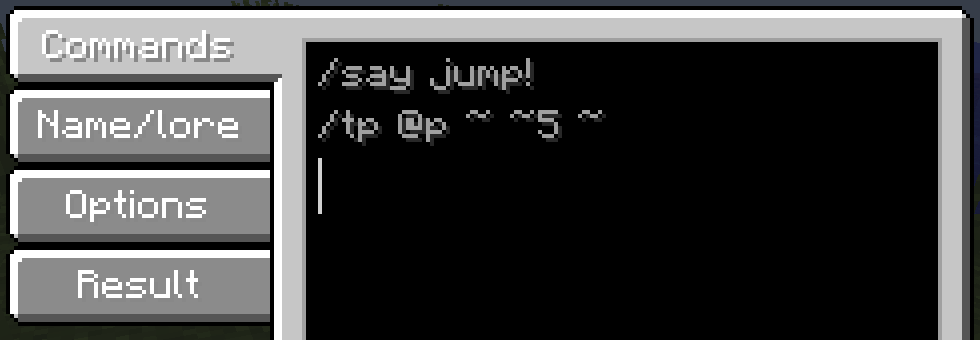 Commands
Name/lore
Options
Result
/say jump!
/tp @p ~ ~5 ~